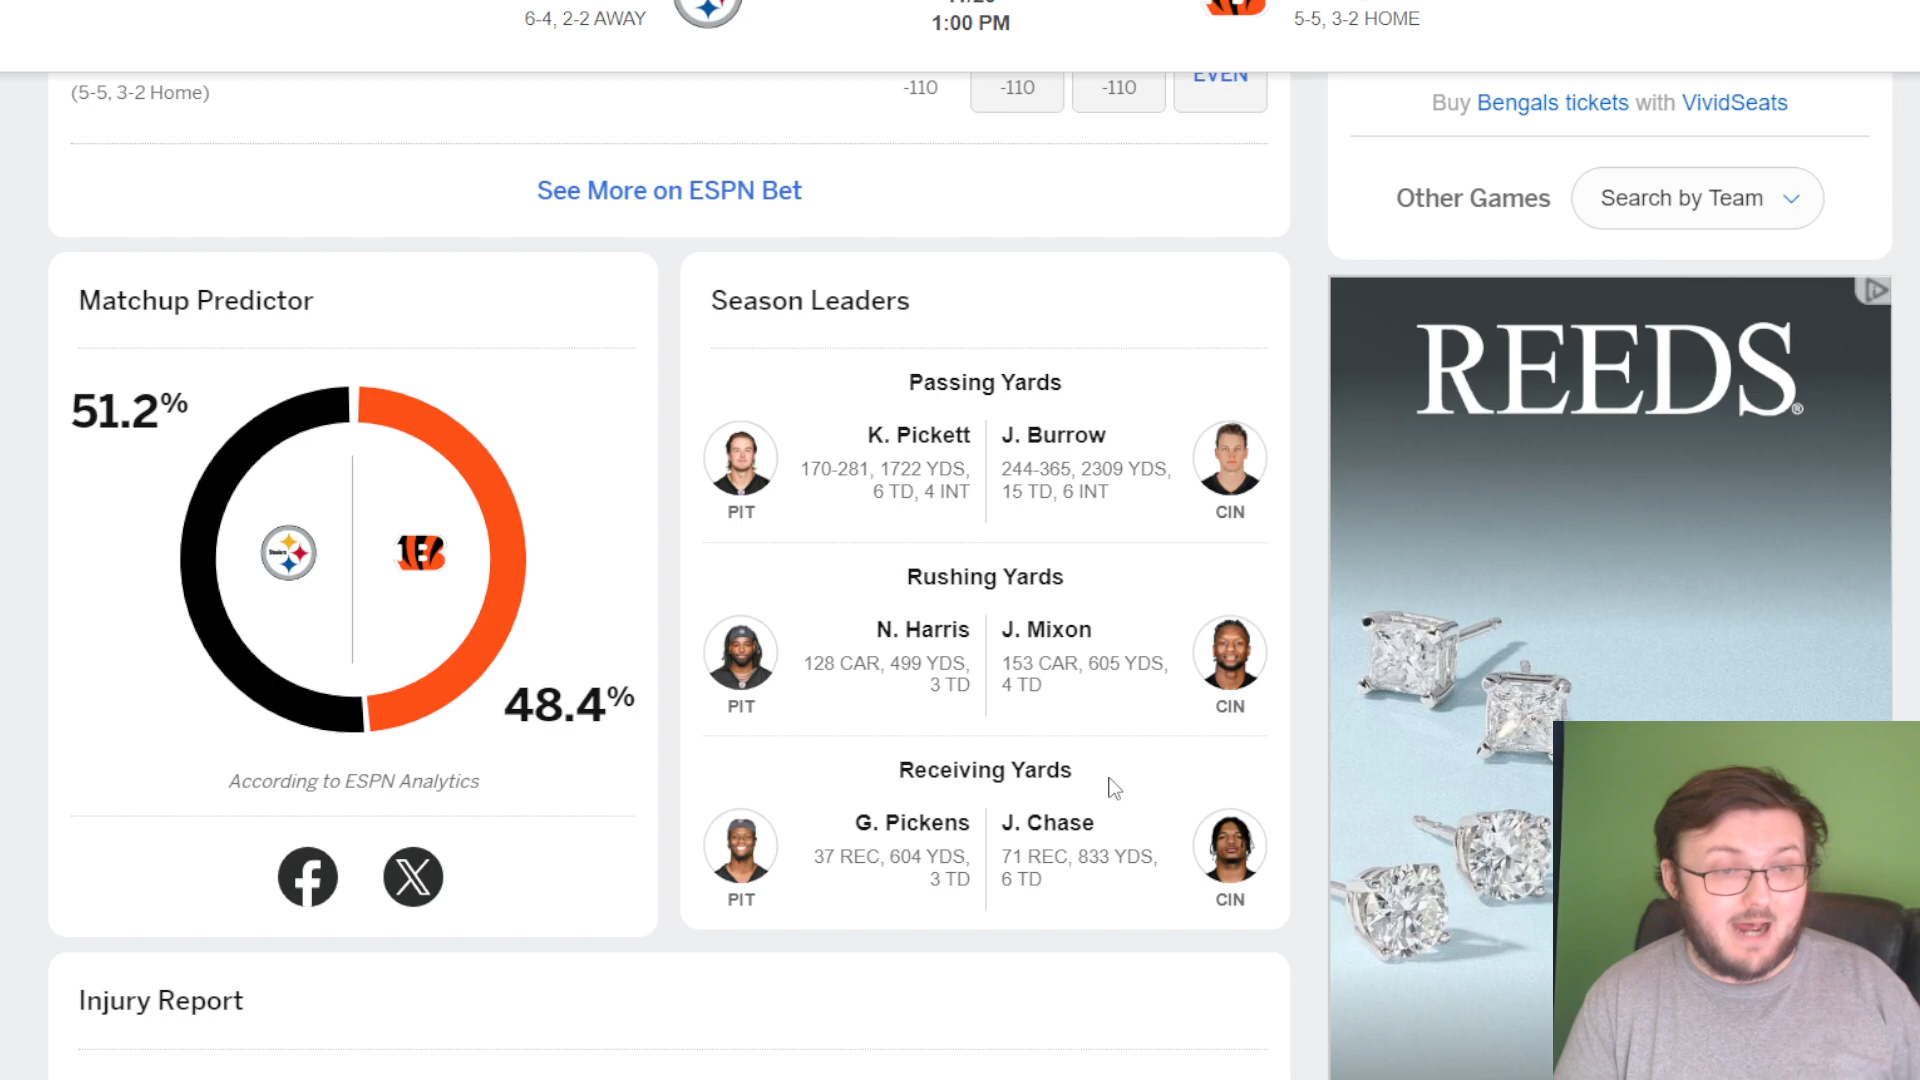 6-4, 2-2 AWAY
1:00 PM
5-5, 3-2 HOME
(5-5, 3-2 Home)
-110
-110
-110
EVEN
See More on ESPN Bet
Buy Bengals tickets with VividSeats
Other Games
Search by Team
Matchup Predictor
51.2%
Steelers
48.4%
According to ESPN Analytics
Season Leaders
Passing Yards
K. Pickett
170-281, 1722 YDS,
6 TD, 4 INT
PIT
J. Burrow
244-365, 2309 YDS,
15 TD, 6 INT
CIN
Rushing Yards
N. Harris
128 CAR, 499 YDS,
3 TD
PIT
J. Mixon
153 CAR, 605 YDS,
4 TD
CIN
Receiving Yards
G. Pickens
37 REC, 604 YDS,
3 TD
PIT
J. Chase
71 REC, 833 YDS,
6 TD
CIN
Injury Report
REEDS®